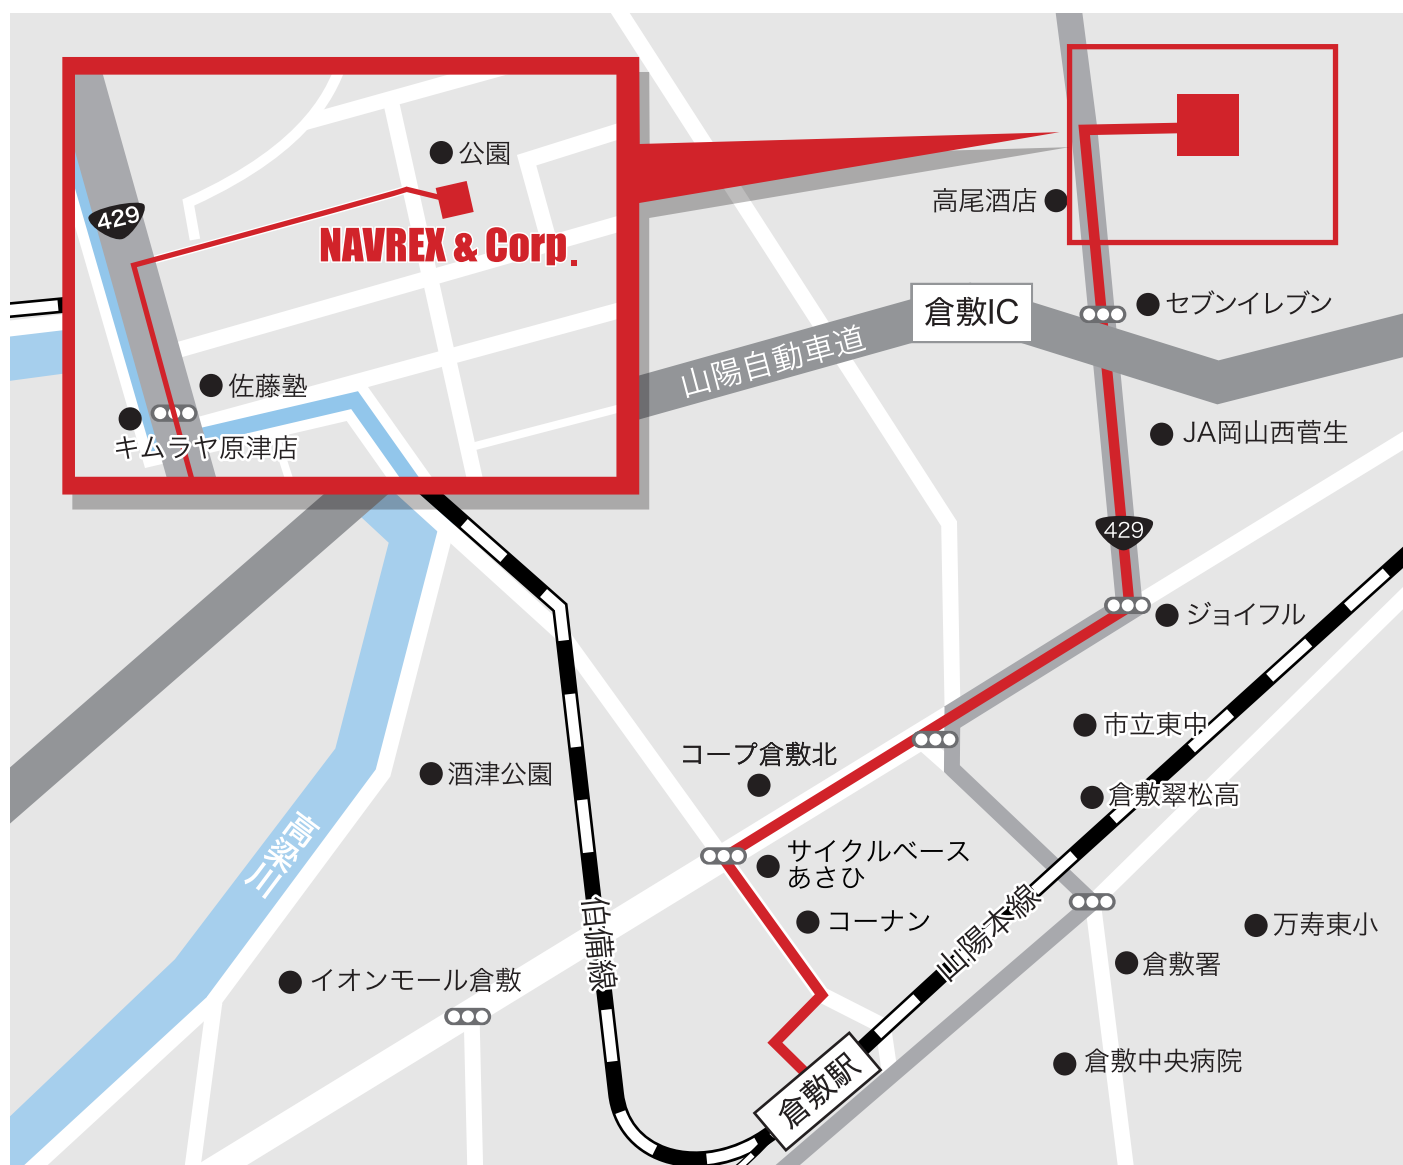 公園
429
NAVREX & Corp.
佐藤塾
キムラヤ原津店
高尾酒店
倉敷IC
セブンイレブン
山陽自動車道
JA岡山西菅生
429
ジョイフル
市立東中
コープ倉敷北
酒津公園
倉敷翠松高
高梁川
サイクルベース
あさひ
コーナン
伯備線
山陽本線
万寿東小
倉敷署
イオンモール倉敷
倉敷中央病院
倉敷駅